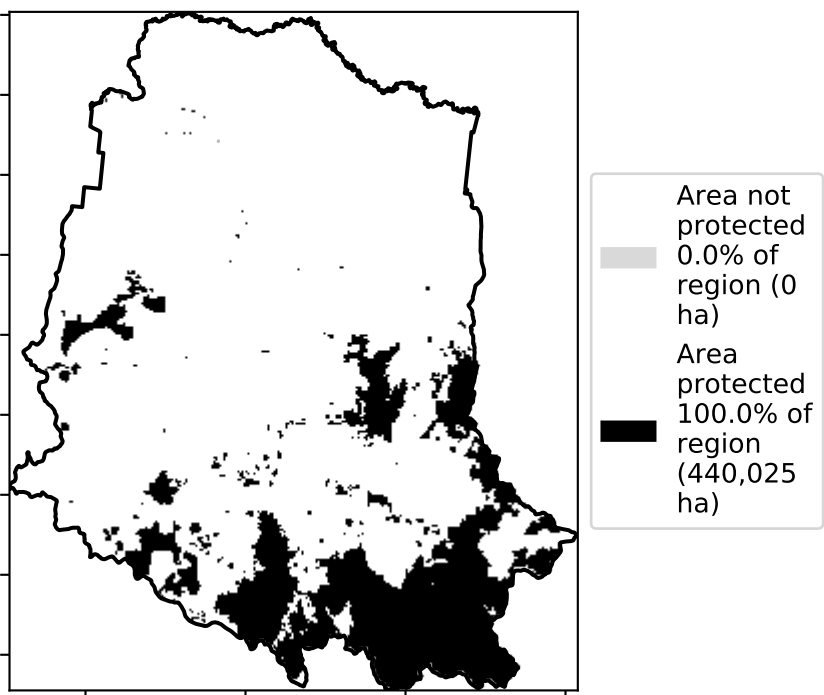 Area not
protected
0.0% of
region (0
ha)
Area
protected
100.0% of
region
(440,025
ha)